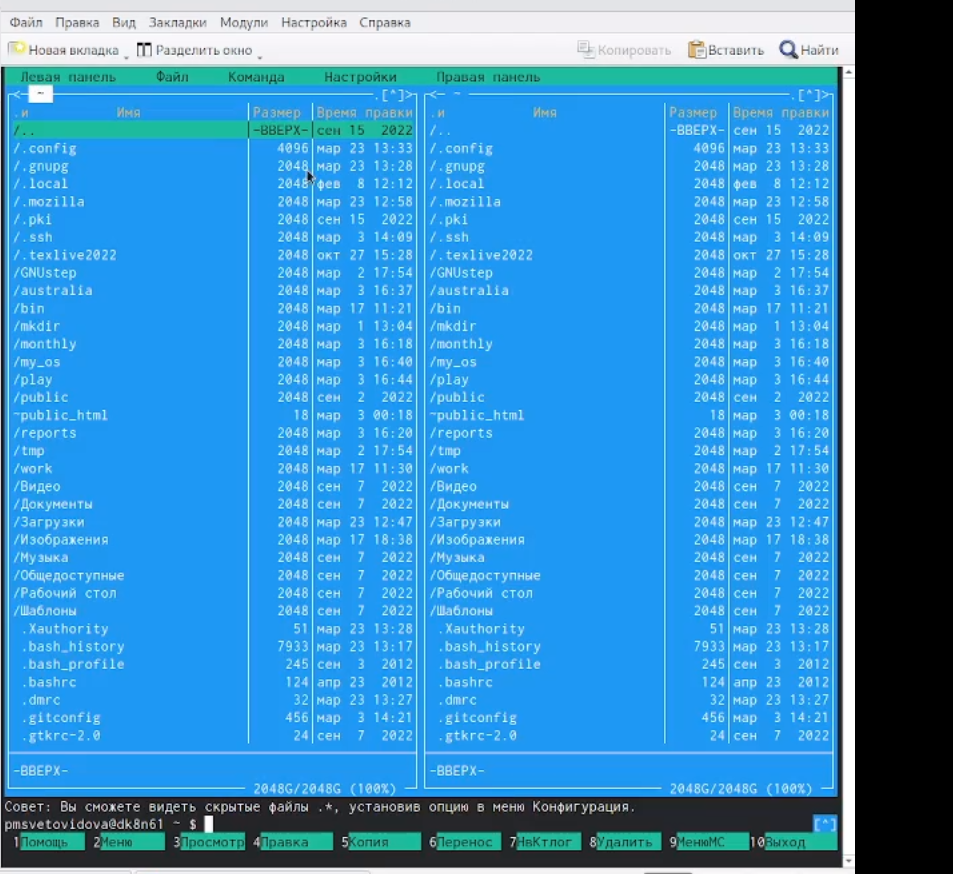 Файл Правка Вид Закладки Модули Настройка Справка
Новая вкладка Разделить окно Копировать Вставить Найти
Левая панель Файл Команда Настройки Правая панель
<- ~ .[^]> <- ~ .[^]>
.и Имя Размер Время правки .и Имя Размер Время правки
/.. -ВВЕРХ- сен 15 2022 /.. -ВВЕРХ- сен 15 2022
/.config 4096 мар 23 13:33 /.config 4096 мар 23 13:33
/.gnupg 2048 мар 23 13:28 /.gnupg 2048 мар 23 13:28
/.local 2048 фев 8 12:12 /.local 2048 фев 8 12:12
/.mozilla 2048 мар 23 12:58 /.mozilla 2048 мар 23 12:58
/.pki 2048 сен 15 2022 /.pki 2048 сен 15 2022
/.ssh 2048 мар 3 14:09 /.ssh 2048 мар 3 14:09
/.texlive2022 2048 окт 27 15:28 /.texlive2022 2048 окт 27 15:28
/GNUstep 2048 мар 2 17:54 /GNUstep 2048 мар 2 17:54
/australia 2048 мар 3 16:37 /australia 2048 мар 3 16:37
/bin 2048 мар 17 11:21 /bin 2048 мар 17 11:21
/mkdir 2048 мар 1 13:04 /mkdir 2048 мар 1 13:04
/monthly 2048 мар 3 16:18 /monthly 2048 мар 3 16:18
/my_os 2048 мар 3 16:40 /my_os 2048 мар 3 16:40
/play 2048 мар 3 16:44 /play 2048 мар 3 16:44
/public 2048 сен 2 2022 /public 2048 сен 2 2022
~public_html 18 мар 3 00:18 ~public_html 18 мар 3 00:18
/reports 2048 мар 3 16:20 /reports 2048 мар 3 16:20
/tmp 2048 мар 2 17:54 /tmp 2048 мар 2 17:54
/work 2048 мар 17 11:30 /work 2048 мар 17 11:30
/Видео 2048 сен 7 2022 /Видео 2048 сен 7 2022
/Документы 2048 сен 7 2022 /Документы 2048 сен 7 2022
/Загрузки 2048 мар 23 12:47 /Загрузки 2048 мар 23 12:47
/Изображения 2048 мар 17 18:38 /Изображения 2048 мар 17 18:38
/Музыка 2048 сен 7 2022 /Музыка 2048 сен 7 2022
/Общедоступные 2048 сен 7 2022 /Общедоступные 2048 сен 7 2022
/Рабочий стол 2048 сен 7 2022 /Рабочий стол 2048 сен 7 2022
/Шаблоны 2048 сен 7 2022 /Шаблоны 2048 сен 7 2022
.Xauthority 51 мар 23 13:28 .Xauthority 51 мар 23 13:28
.bash_history 7933 мар 23 13:17 .bash_history 7933 мар 23 13:17
.bash_profile 245 сен 3 2012 .bash_profile 245 сен 3 2012
.bashrc 124 апр 23 2012 .bashrc 124 апр 23 2012
.dmrc 32 мар 23 13:27 .dmrc 32 мар 23 13:27
.gitconfig 456 мар 3 14:21 .gitconfig 456 мар 3 14:21
.gtkrc-2.0 24 сен 7 2022 .gtkrc-2.0 24 сен 7 2022
-ВВЕРХ- -ВВЕРХ-
2048G/2048G (100%) 2048G/2048G (100%)
Совет: Вы сможете видеть скрытые файлы .*, установив опцию в меню Конфигурация.
pmsvetovidova@dk8n61 ~ $ [^]
1Помощь 2Меню 3Просмотр 4Правка 5Копия 6Перенос 7НвКтлог 8Удалить 9МенюMC 10Выход